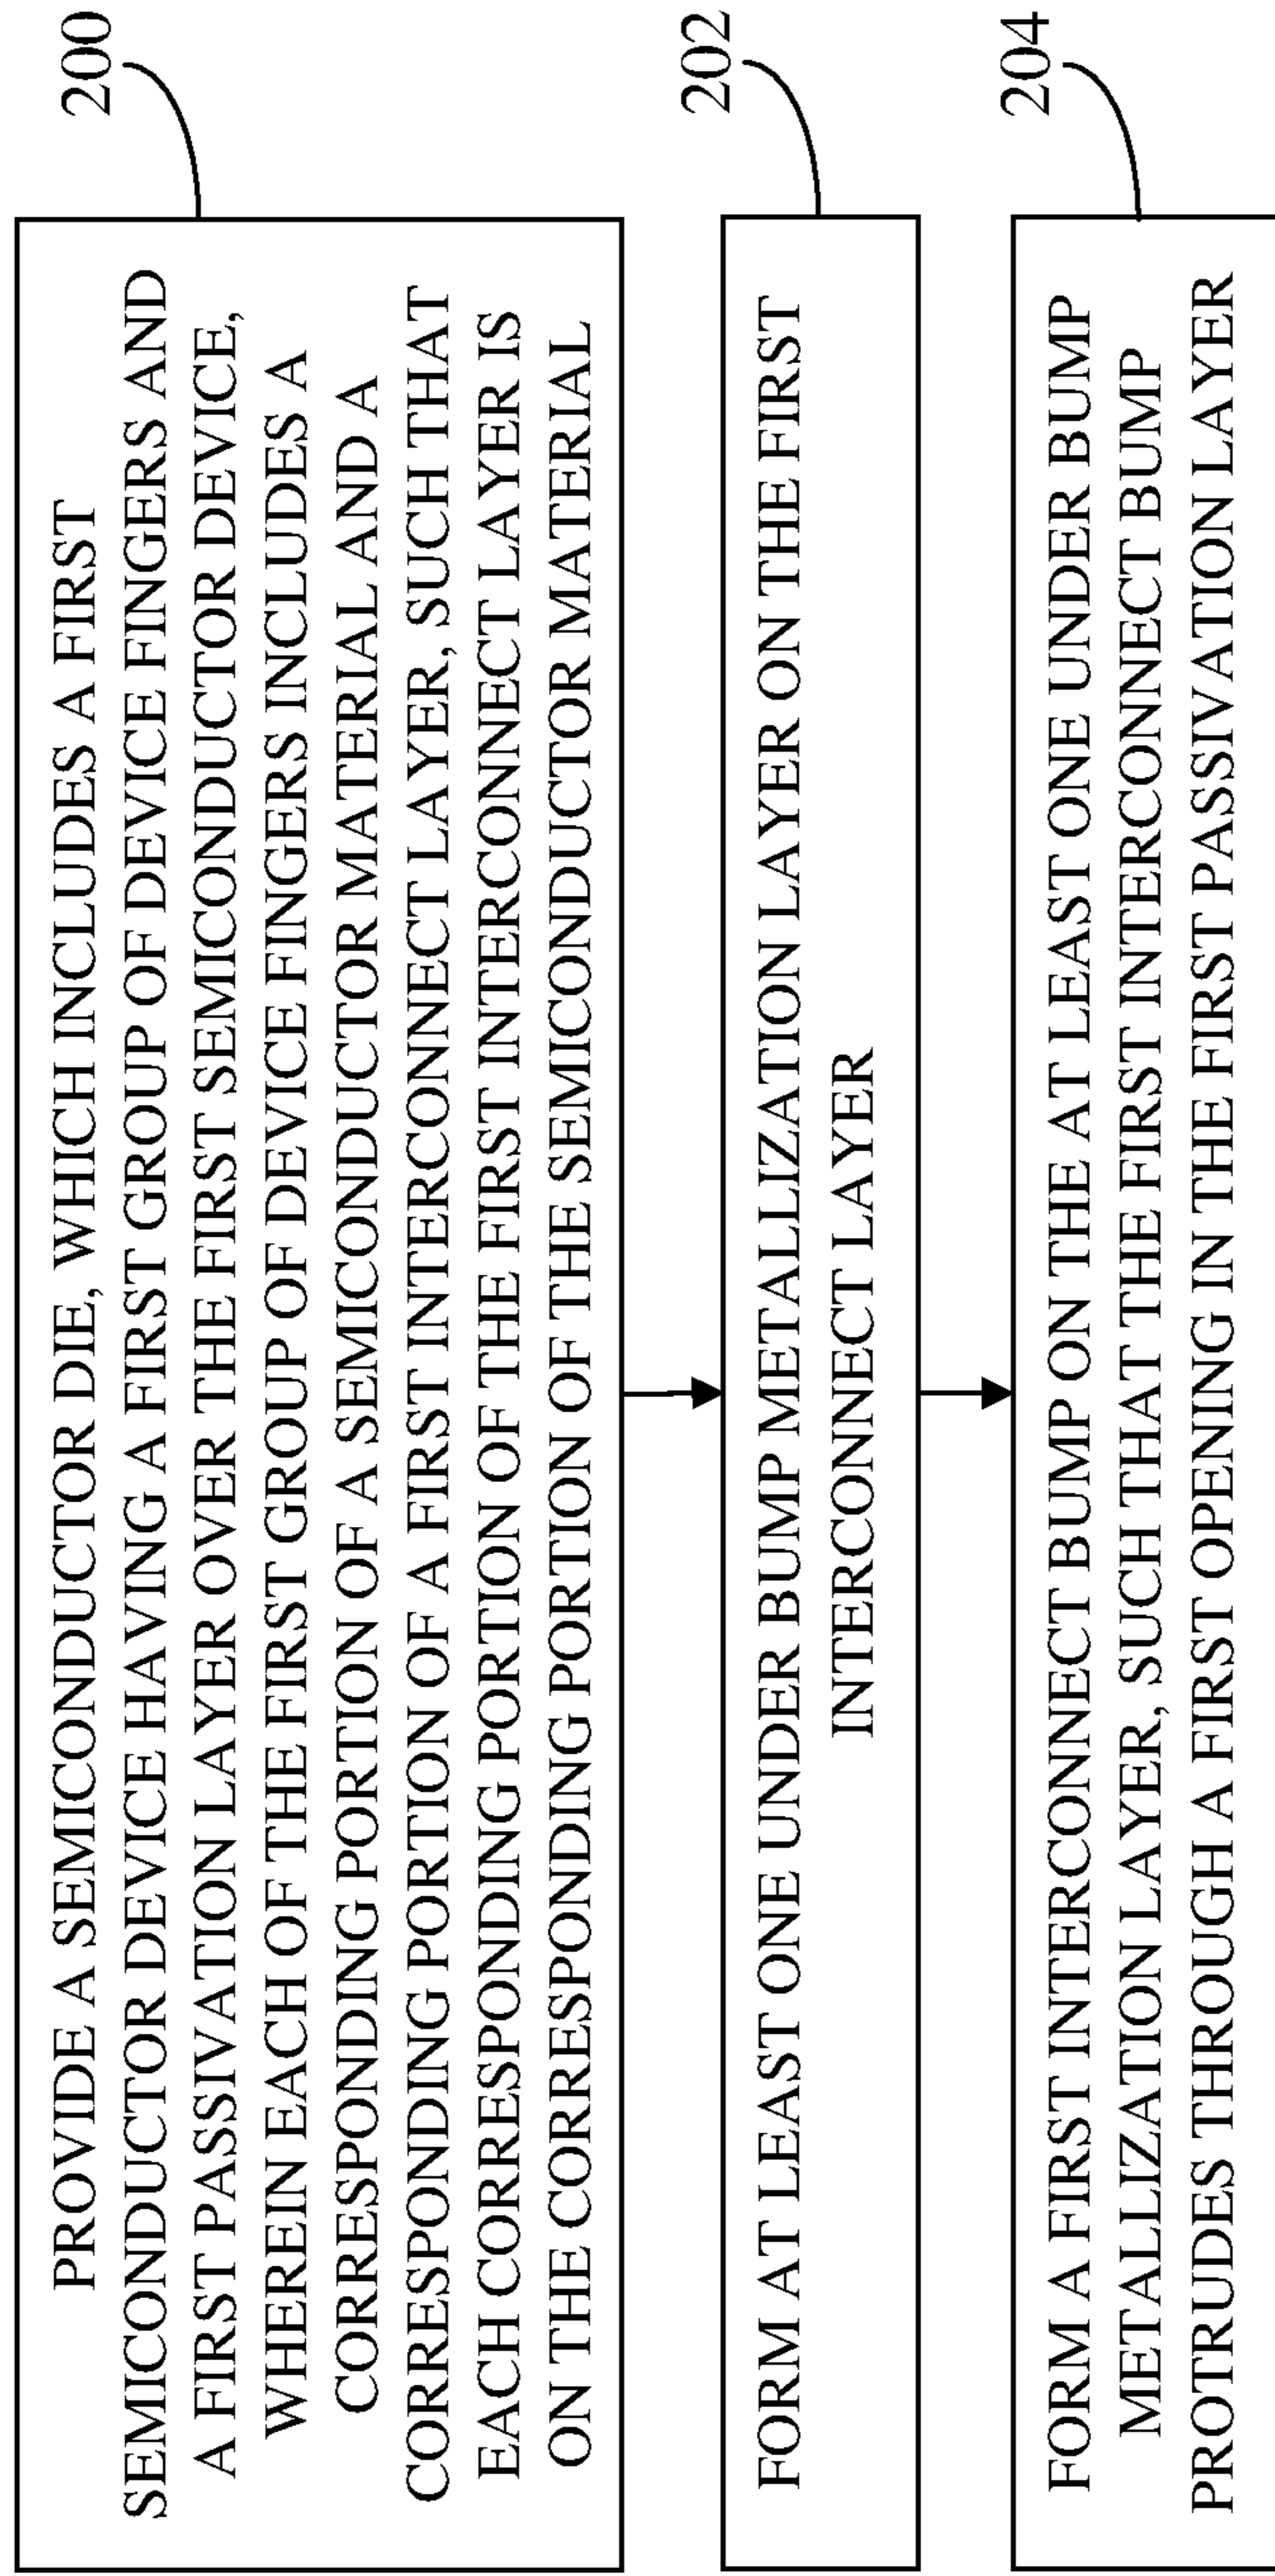 200
PROVIDE A SEMICONDUCTOR DIE, WHICH INCLUDES A FIRST
SEMICONDUCTOR DEVICE HAVING A FIRST GROUP OF DEVICE FINGERS AND
A FIRST PASSIVATION LAYER OVER THE FIRST SEMICONDUCTOR DEVICE,
WHEREIN EACH OF THE FIRST GROUP OF DEVICE FINGERS INCLUDES A
CORRESPONDING PORTION OF A SEMICONDUCTOR MATERIAL AND A
CORRESPONDING PORTION OF A FIRST INTERCONNECT LAYER, SUCH THAT
EACH CORRESPONDING PORTION OF THE FIRST INTERCONNECT LAYER IS
ON THE CORRESPONDING PORTION OF THE SEMICONDUCTOR MATERIAL
202
FORM AT LEAST ONE UNDER BUMP METALLIZATION LAYER ON THE FIRST
INTERCONNECT LAYER
204
FORM A FIRST INTERCONNECT BUMP ON THE AT LEAST ONE UNDER BUMP
METALLIZATION LAYER, SUCH THAT THE FIRST INTERCONNECT BUMP
PROTRUDES THROUGH A FIRST OPENING IN THE FIRST PASSIVATION LAYER